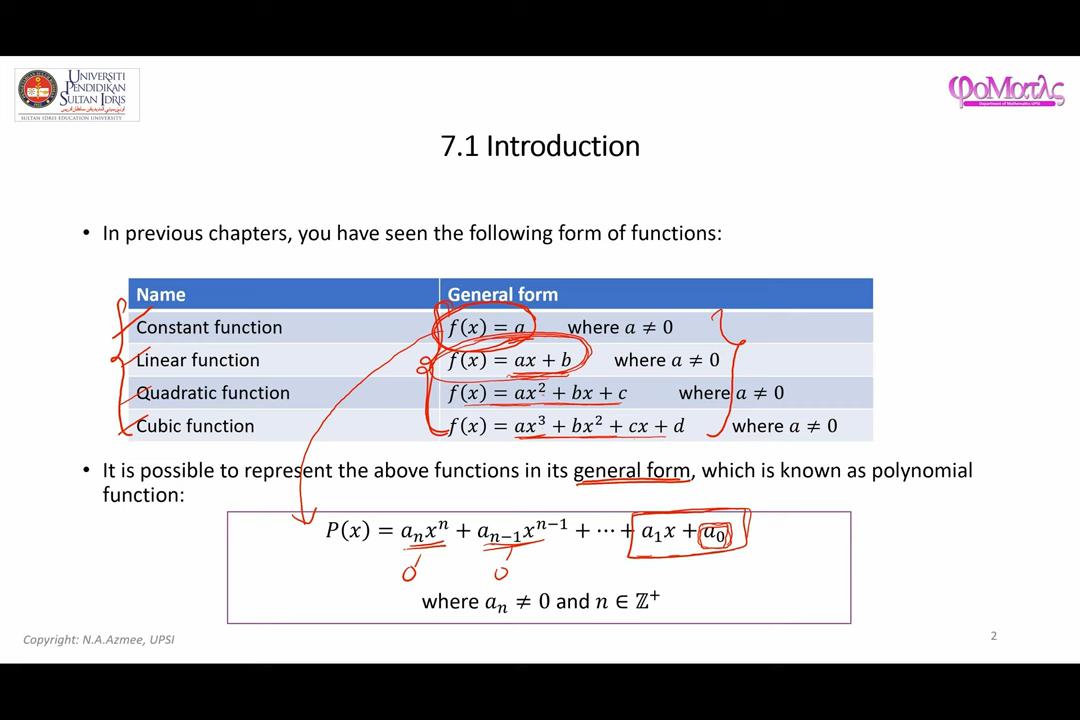 UNIVERSITI
PENDIDIKAN
SULTAN IDRIS
SULTAN IDRIS EDUCATION UNIVERSITY
φοΜατλς
Department of Mathematics UPSI
7.1 Introduction
• In previous chapters, you have seen the following form of functions:
Name General form
Constant function f(x) = a where a ≠ 0
Linear function f(x) = ax + b where a ≠ 0
Quadratic function f(x) = ax² + bx + c where a ≠ 0
Cubic function f(x) = ax³ + bx² + cx + d where a ≠ 0
• It is possible to represent the above functions in its general form, which is known as polynomial
function:
P(x) = aₙxⁿ + aₙ₋₁xⁿ⁻¹ + ⋯ + a₁x + a₀
0 0
where aₙ ≠ 0 and n ∈ ℤ⁺
Copyright: N.A.Azmee, UPSI
2